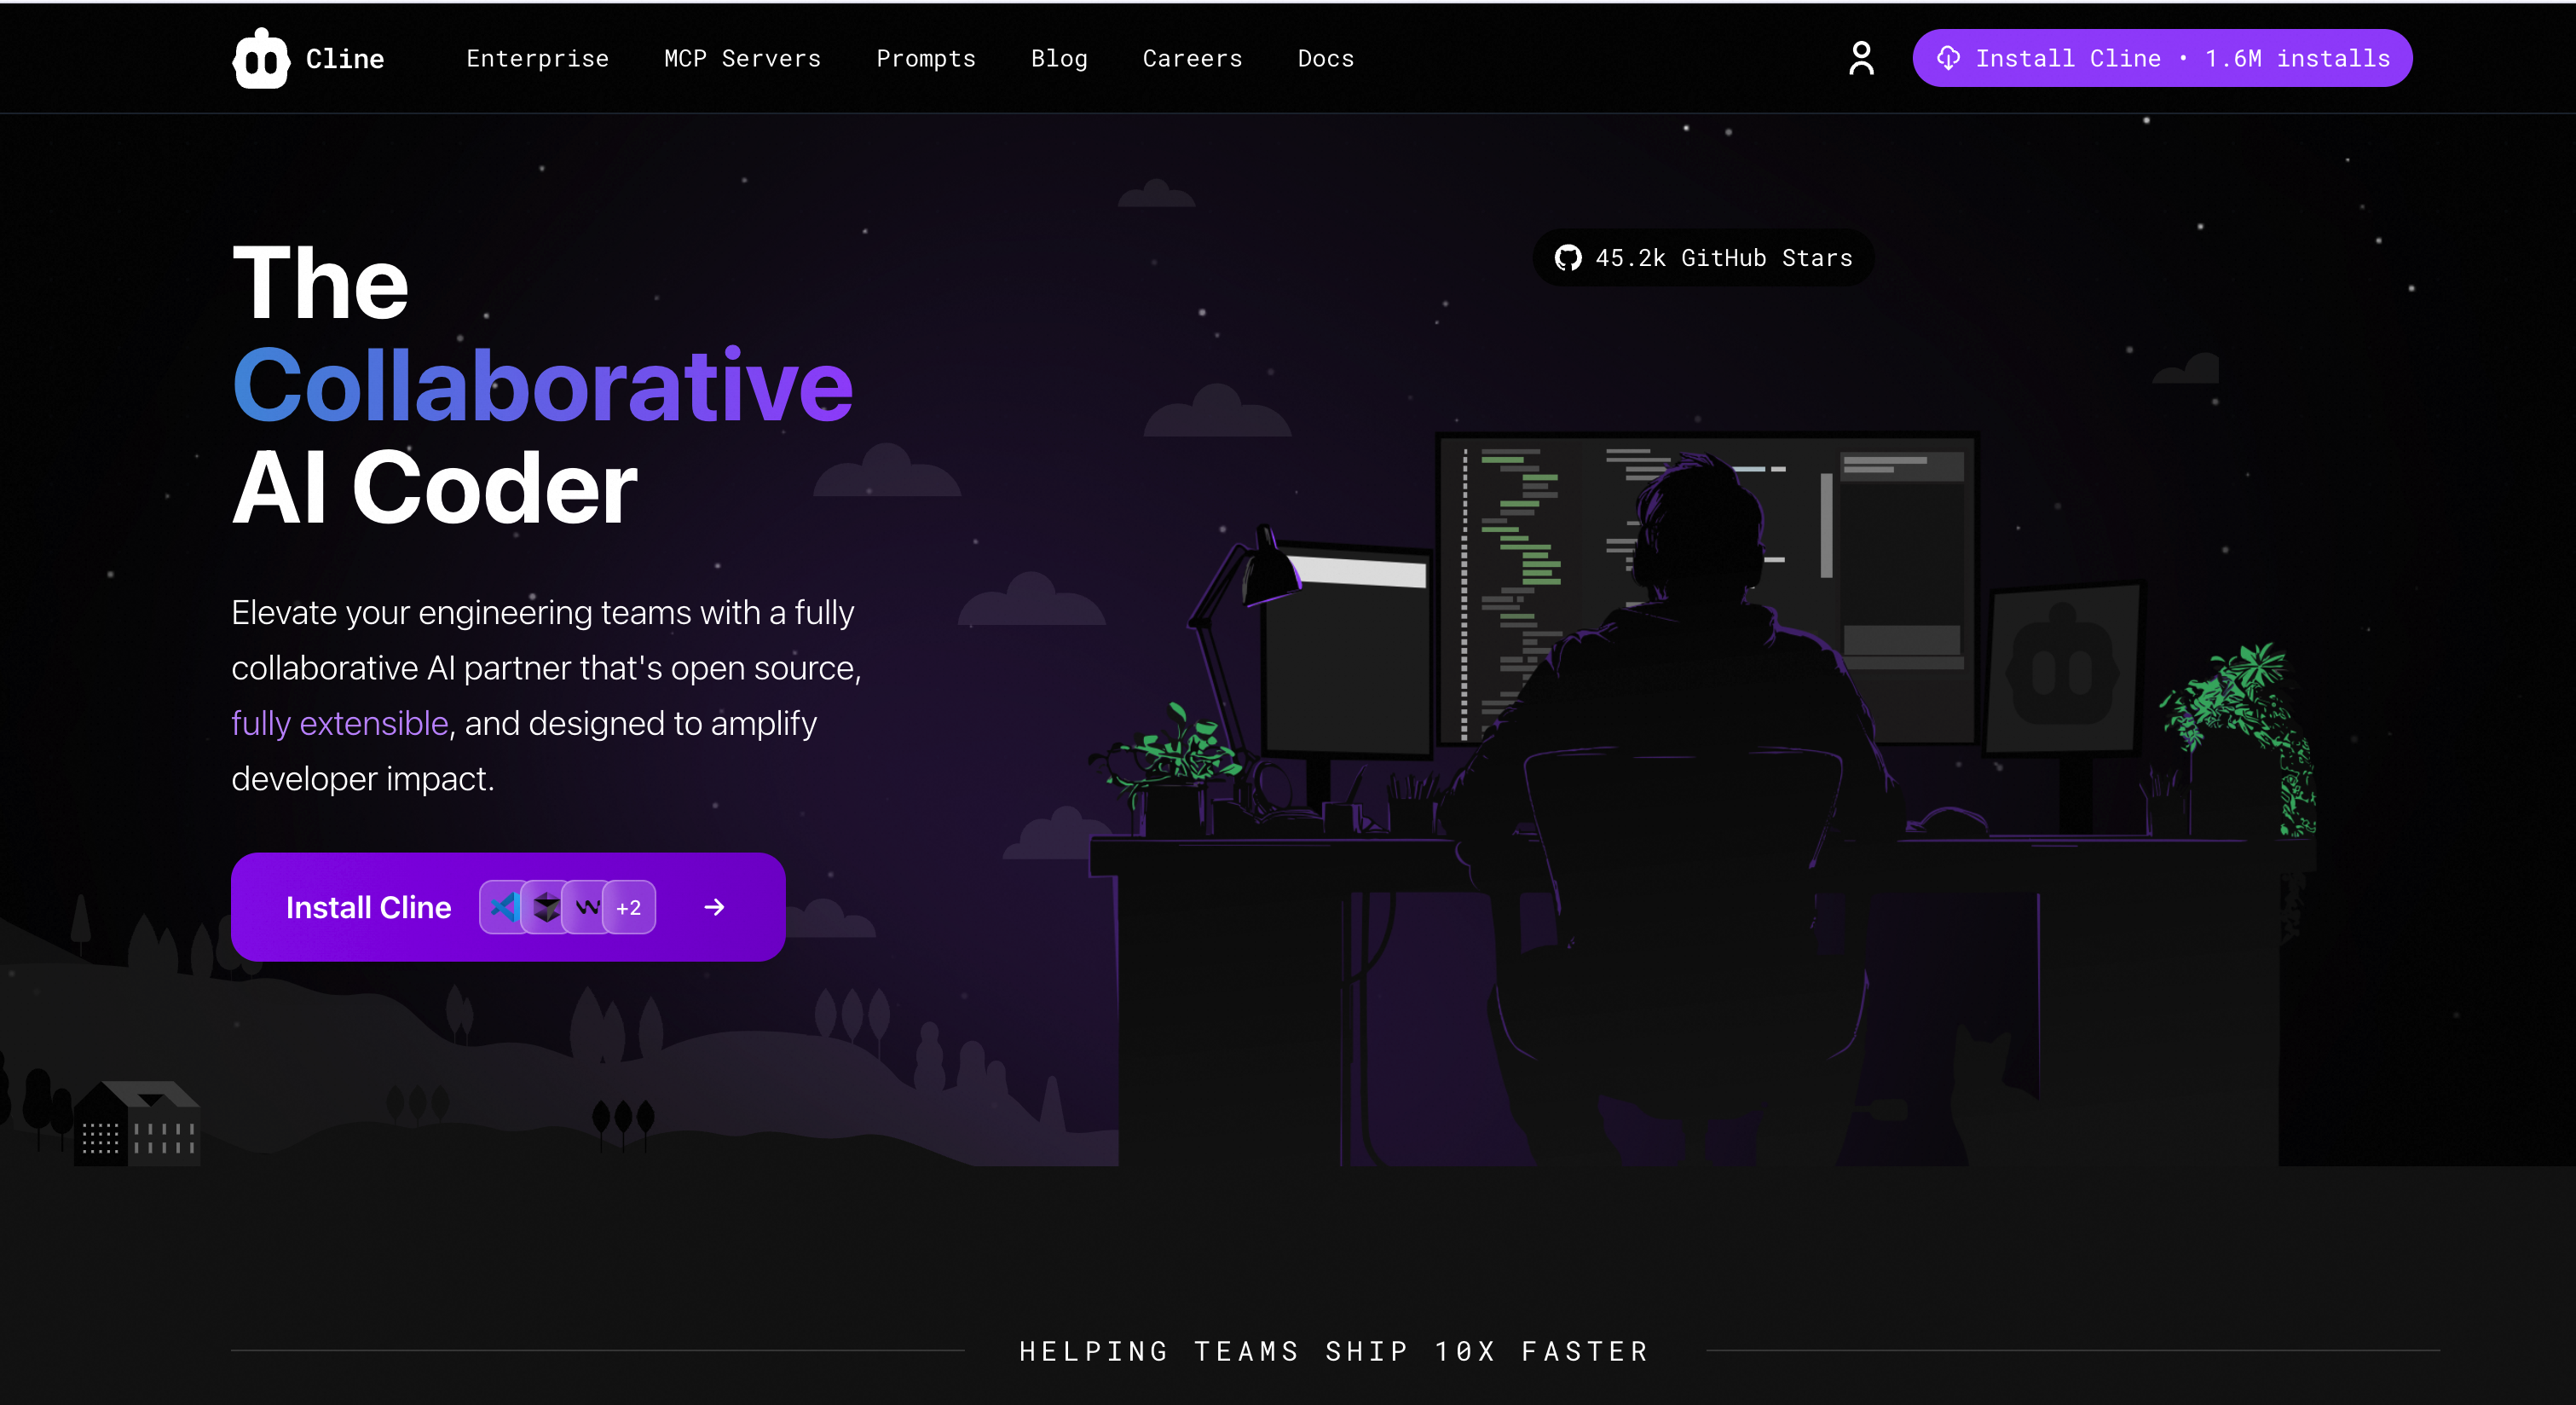 Cline
Enterprise
MCP Servers
Prompts
Blog
Careers
Docs
Install Cline • 1.6M installs
The
Collaborative
AI Coder
45.2k GitHub Stars
Elevate your engineering teams with a fully
collaborative AI partner that's open source,
fully extensible, and designed to amplify
developer impact.
Install Cline
+2
HELPING TEAMS SHIP 10X FASTER